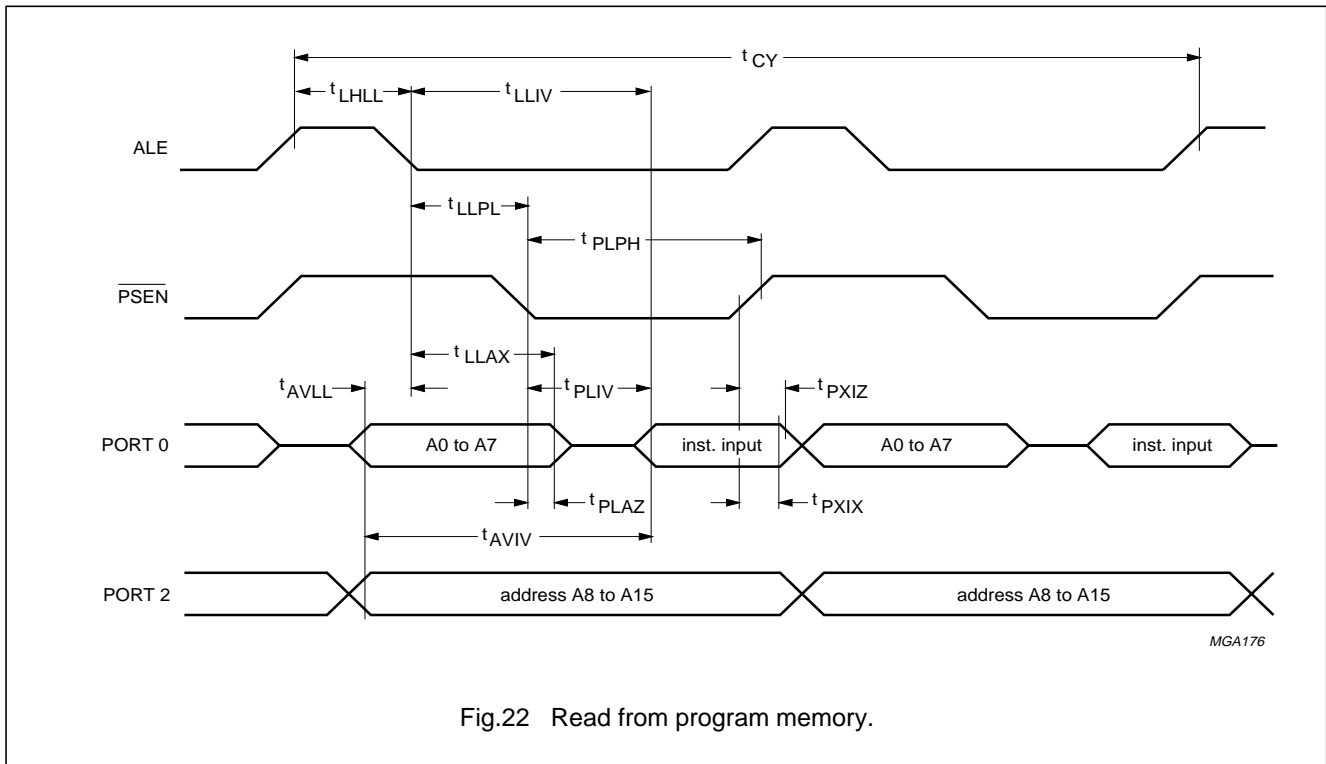 t CY
t LHLL t LLIV
ALE
t LLPL
t PLPH
PSEN
t LLAX
t AVLL t PLIV t PXIZ
PORT 0 A0 to A7 inst. input A0 to A7 inst. input
t PLAZ t PXIX
t AVIV
PORT 2 address A8 to A15 address A8 to A15
MGA176
Fig.22 Read from program memory.